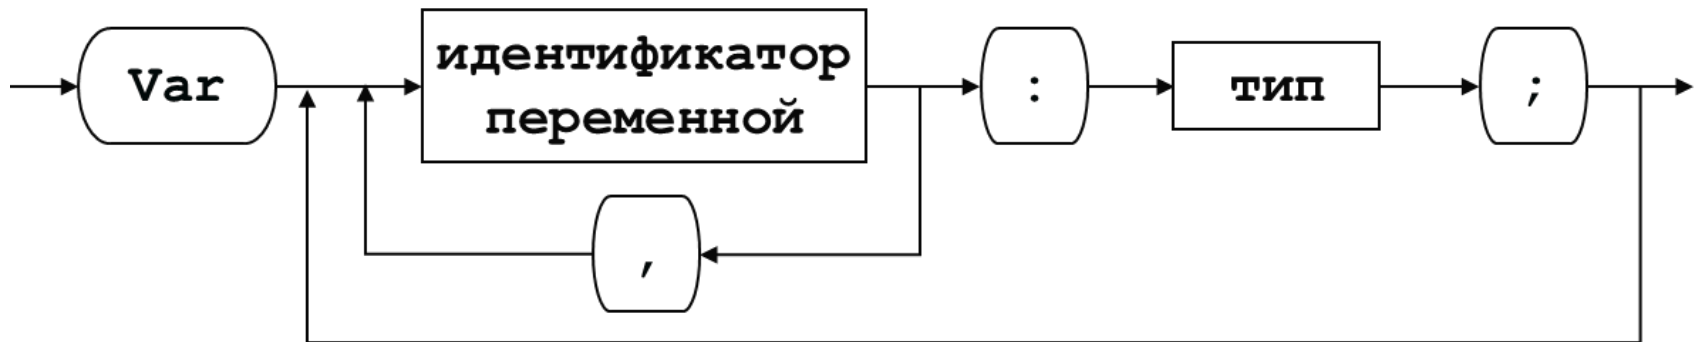 Var
идентификатор
переменной
:
тип
;
,